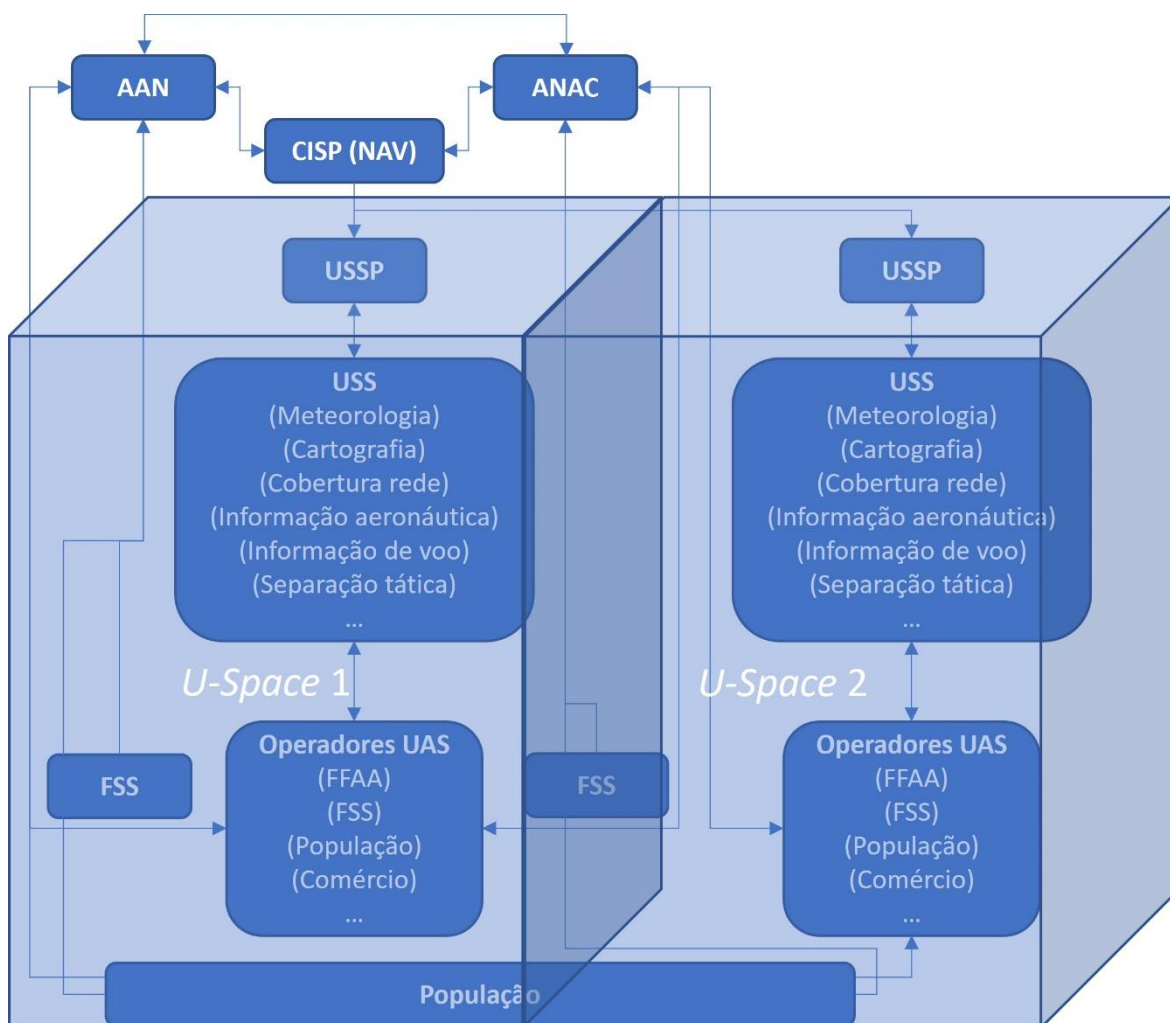 AAN
ANAC
CISP (NAV)
USSP
USSP
USS
(Meteorologia)
(Cartografia)
(Cobertura rede)
(Informação aeronáutica)
(Informação de voo)
(Separação tática)
...
USS
(Meteorologia)
(Cartografia)
(Cobertura rede)
(Informação aeronáutica)
(Informação de voo)
(Separação tática)
...
U-Space 1
U-Space 2
FSS
Operadores UAS
(FFAA)
(FSS)
(População)
(Comércio)
...
FSS
Operadores UAS
(FFAA)
(FSS)
(População)
(Comércio)
...
População